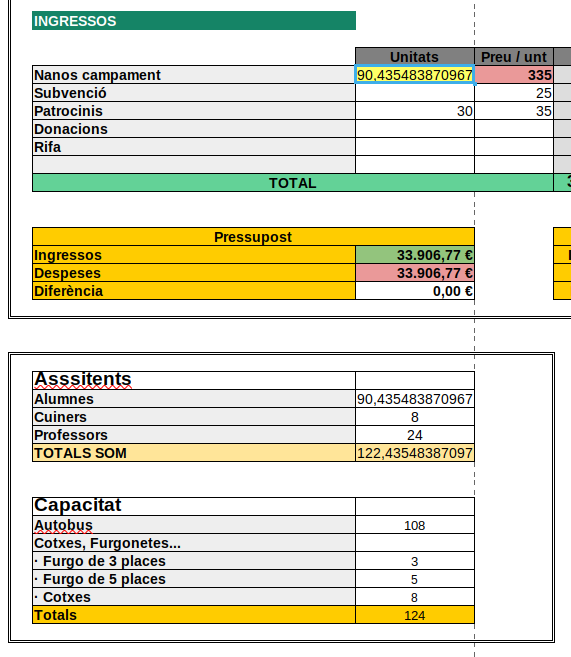 INGRESSOS
Unitats Preu / unt
Nanos campament 90,435483870967 335
Subvenció 25
Patrocinis 30 35
Donacions
Rifa
TOTAL
Pressupost
Ingressos 33.906,77 €
Despeses 33.906,77 €
Diferència 0,00 €
Asssitents
Alumnes 90,435483870967
Cuiners 8
Professors 24
TOTALS SOM 122,43548387097
Capacitat
Autobus 108
Cotxes, Furgonetes...
· Furgo de 3 places 3
· Furgo de 5 places 5
· Cotxes 8
Totals 124